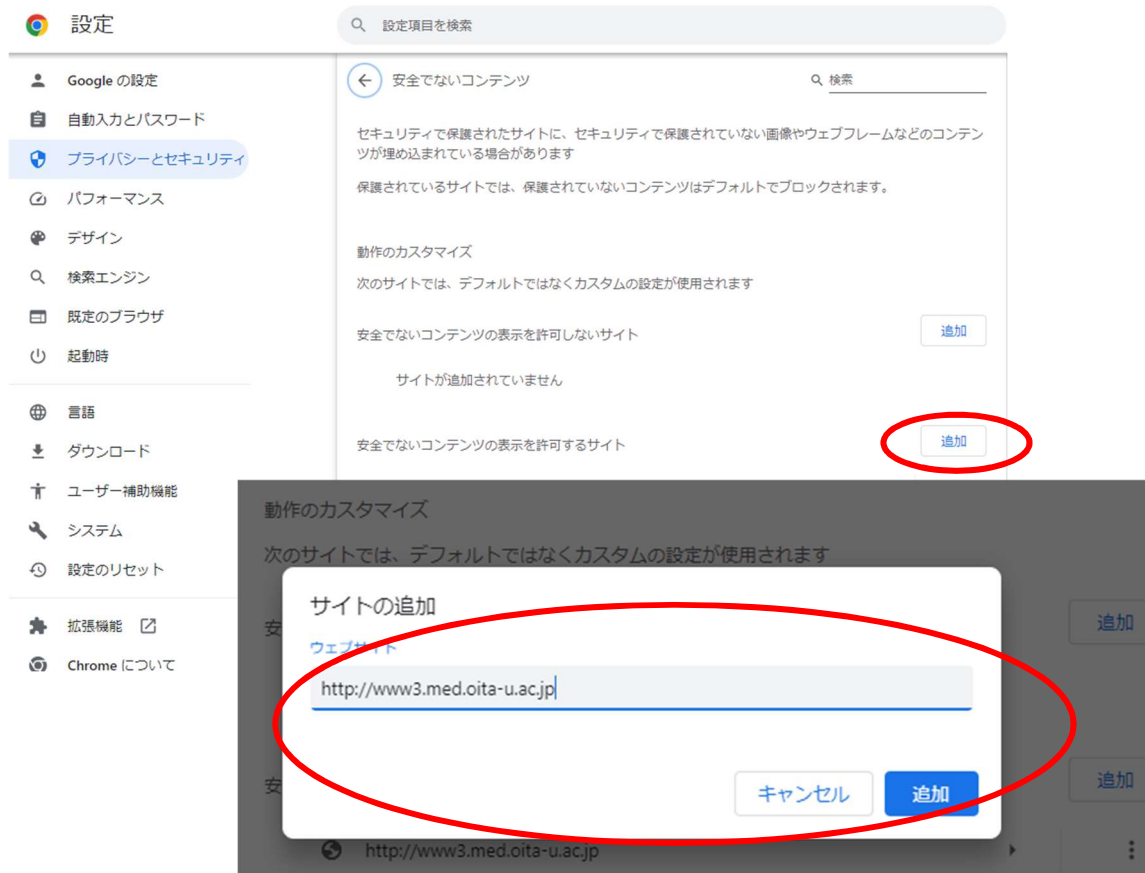 設定
設定項目を検索
Google の設定
自動入力とパスワード
プライバシーとセキュリティ
パフォーマンス
デザイン
検索エンジン
既定のブラウザ
起動時
言語
ダウンロード
ユーザー補助機能
システム
設定のリセット
拡張機能
Chrome について
安全でないコンテンツ
検索
セキュリティで保護されたサイトに、セキュリティで保護されていない画像やウェブフレームなどのコンテン
ツが埋め込まれている場合があります
保護されているサイトでは、保護されていないコンテンツはデフォルトでブロックされます。
動作のカスタマイズ
次のサイトでは、デフォルトではなくカスタムの設定が使用されます
安全でないコンテンツの表示を許可しないサイト
追加
サイトが追加されていません
安全でないコンテンツの表示を許可するサイト
追加
動作のカスタマイズ
次のサイトでは、デフォルトではなくカスタムの設定が使用されます
安
追加
サイトの追加
ウェブサイト
http://www3.med.oita-u.ac.jp
キャンセル
追加
安
追加
http://www3.med.oita-u.ac.jp